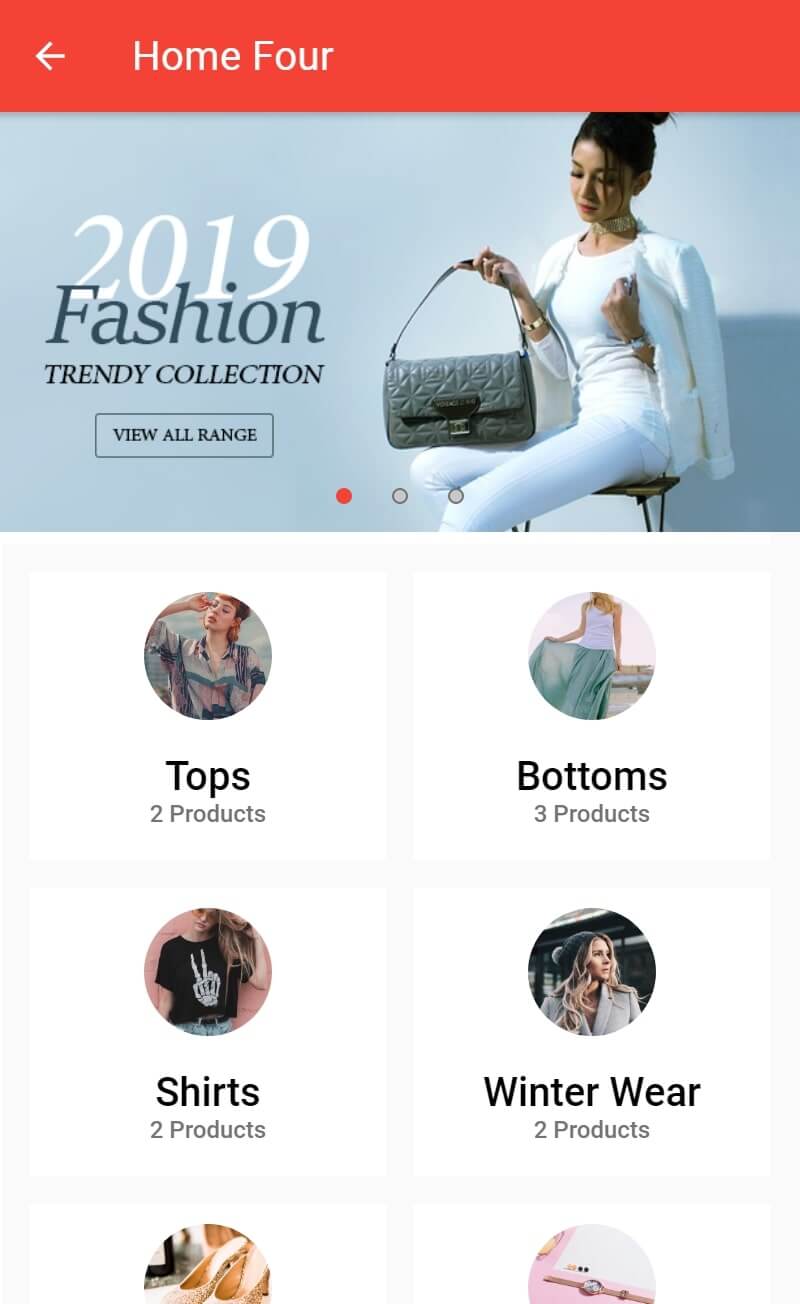 Home Four
2019
Fashion
TRENDY COLLECTION
VIEW ALL RANGE
Tops
2 Products
Bottoms
3 Products
Shirts
2 Products
Winter Wear
2 Products